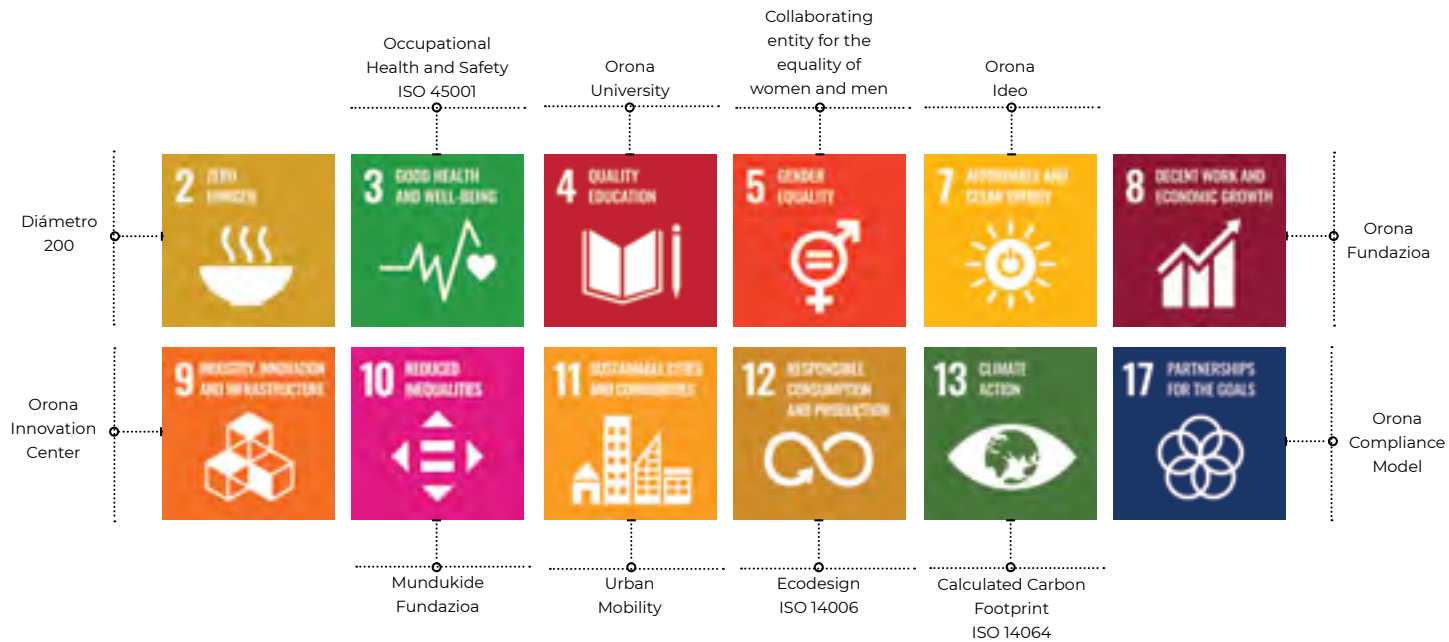 Occupational
Health and Safety
ISO 45001
Orona
University
Collaborating
entity for the
equality of
women and men
Orona
Ideo
Diámetro
200
2 ZERO
HUNGER
3 GOOD HEALTH
AND WELL-BEING
4 QUALITY
EDUCATION
5 GENDER
EQUALITY
7 AFFORDABLE AND
CLEAN ENERGY
8 DECENT WORK AND
ECONOMIC GROWTH
Orona
Fundazioa
Orona
Innovation
Center
9 INDUSTRY, INNOVATION
AND INFRASTRUCTURE
10 REDUCED
INEQUALITIES
11 SUSTAINABLE CITIES
AND COMMUNITIES
12 RESPONSIBLE
CONSUMPTION
AND PRODUCTION
13 CLIMATE
ACTION
17 PARTNERSHIPS
FOR THE GOALS
Orona
Compliance
Model
Mundukide
Fundazioa
Urban
Mobility
Ecodesign
ISO 14006
Calculated Carbon
Footprint
ISO 14064